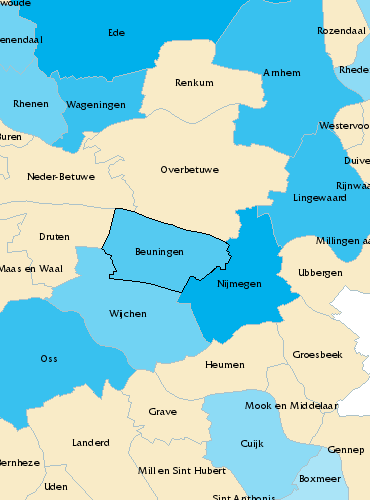 woude
Ede
Rozendaal
enendaal
Renkum
Arnhem
Rhede
Rhenen
Wageningen
Westervoo
Buren
Duive
Neder-Betuwe
Overbetuwe
Rijnwaa
Lingewaard
Druten
Millingen aa
Beuningen
Maas en Waal
Ubbergen
Nijmegen
Wijchen
Oss
Groesbeek
Heumen
Grave
Mook en Middelaar
Landerd
Cuijk
Gennep
Bernheze
Mill en Sint Hubert
Boxmeer
Uden
Sint Anthonis